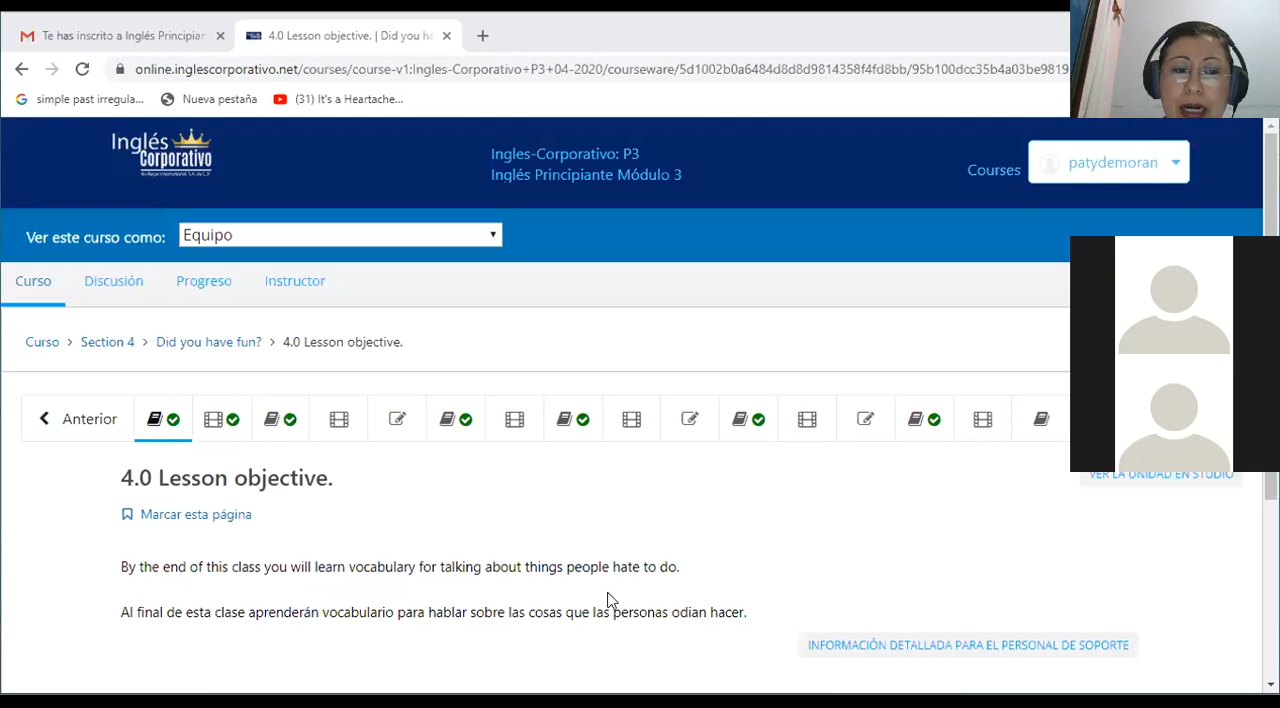 Te has inscrito a Inglés Principiar
4.0 Lesson objective. | Did you ha
online.inglescorporativo.net/courses/course-v1:Ingles-Corporativo+P3+04-2020/courseware/5d1002b0a6484d8d8d9814358f4fd8bb/95b100dcc35b4a03be9819
simple past irregula...
Nueva pestaña
(31) It's a Heartache...
Inglés
Corporativo
Ingles-Corporativo: P3
Inglés Principiante Módulo 3
Courses
patydemoran
Ver este curso como:
Equipo
Curso
Discusión
Progreso
Instructor
Curso > Section 4 > Did you have fun? > 4.0 Lesson objective.
Anterior
4.0 Lesson objective.
VER LA UNIDAD EN STUDIO
Marcar esta página
By the end of this class you will learn vocabulary for talking about things people hate to do.
Al final de esta clase aprenderán vocabulario para hablar sobre las cosas que las personas odian hacer.
INFORMACIÓN DETALLADA PARA EL PERSONAL DE SOPORTE